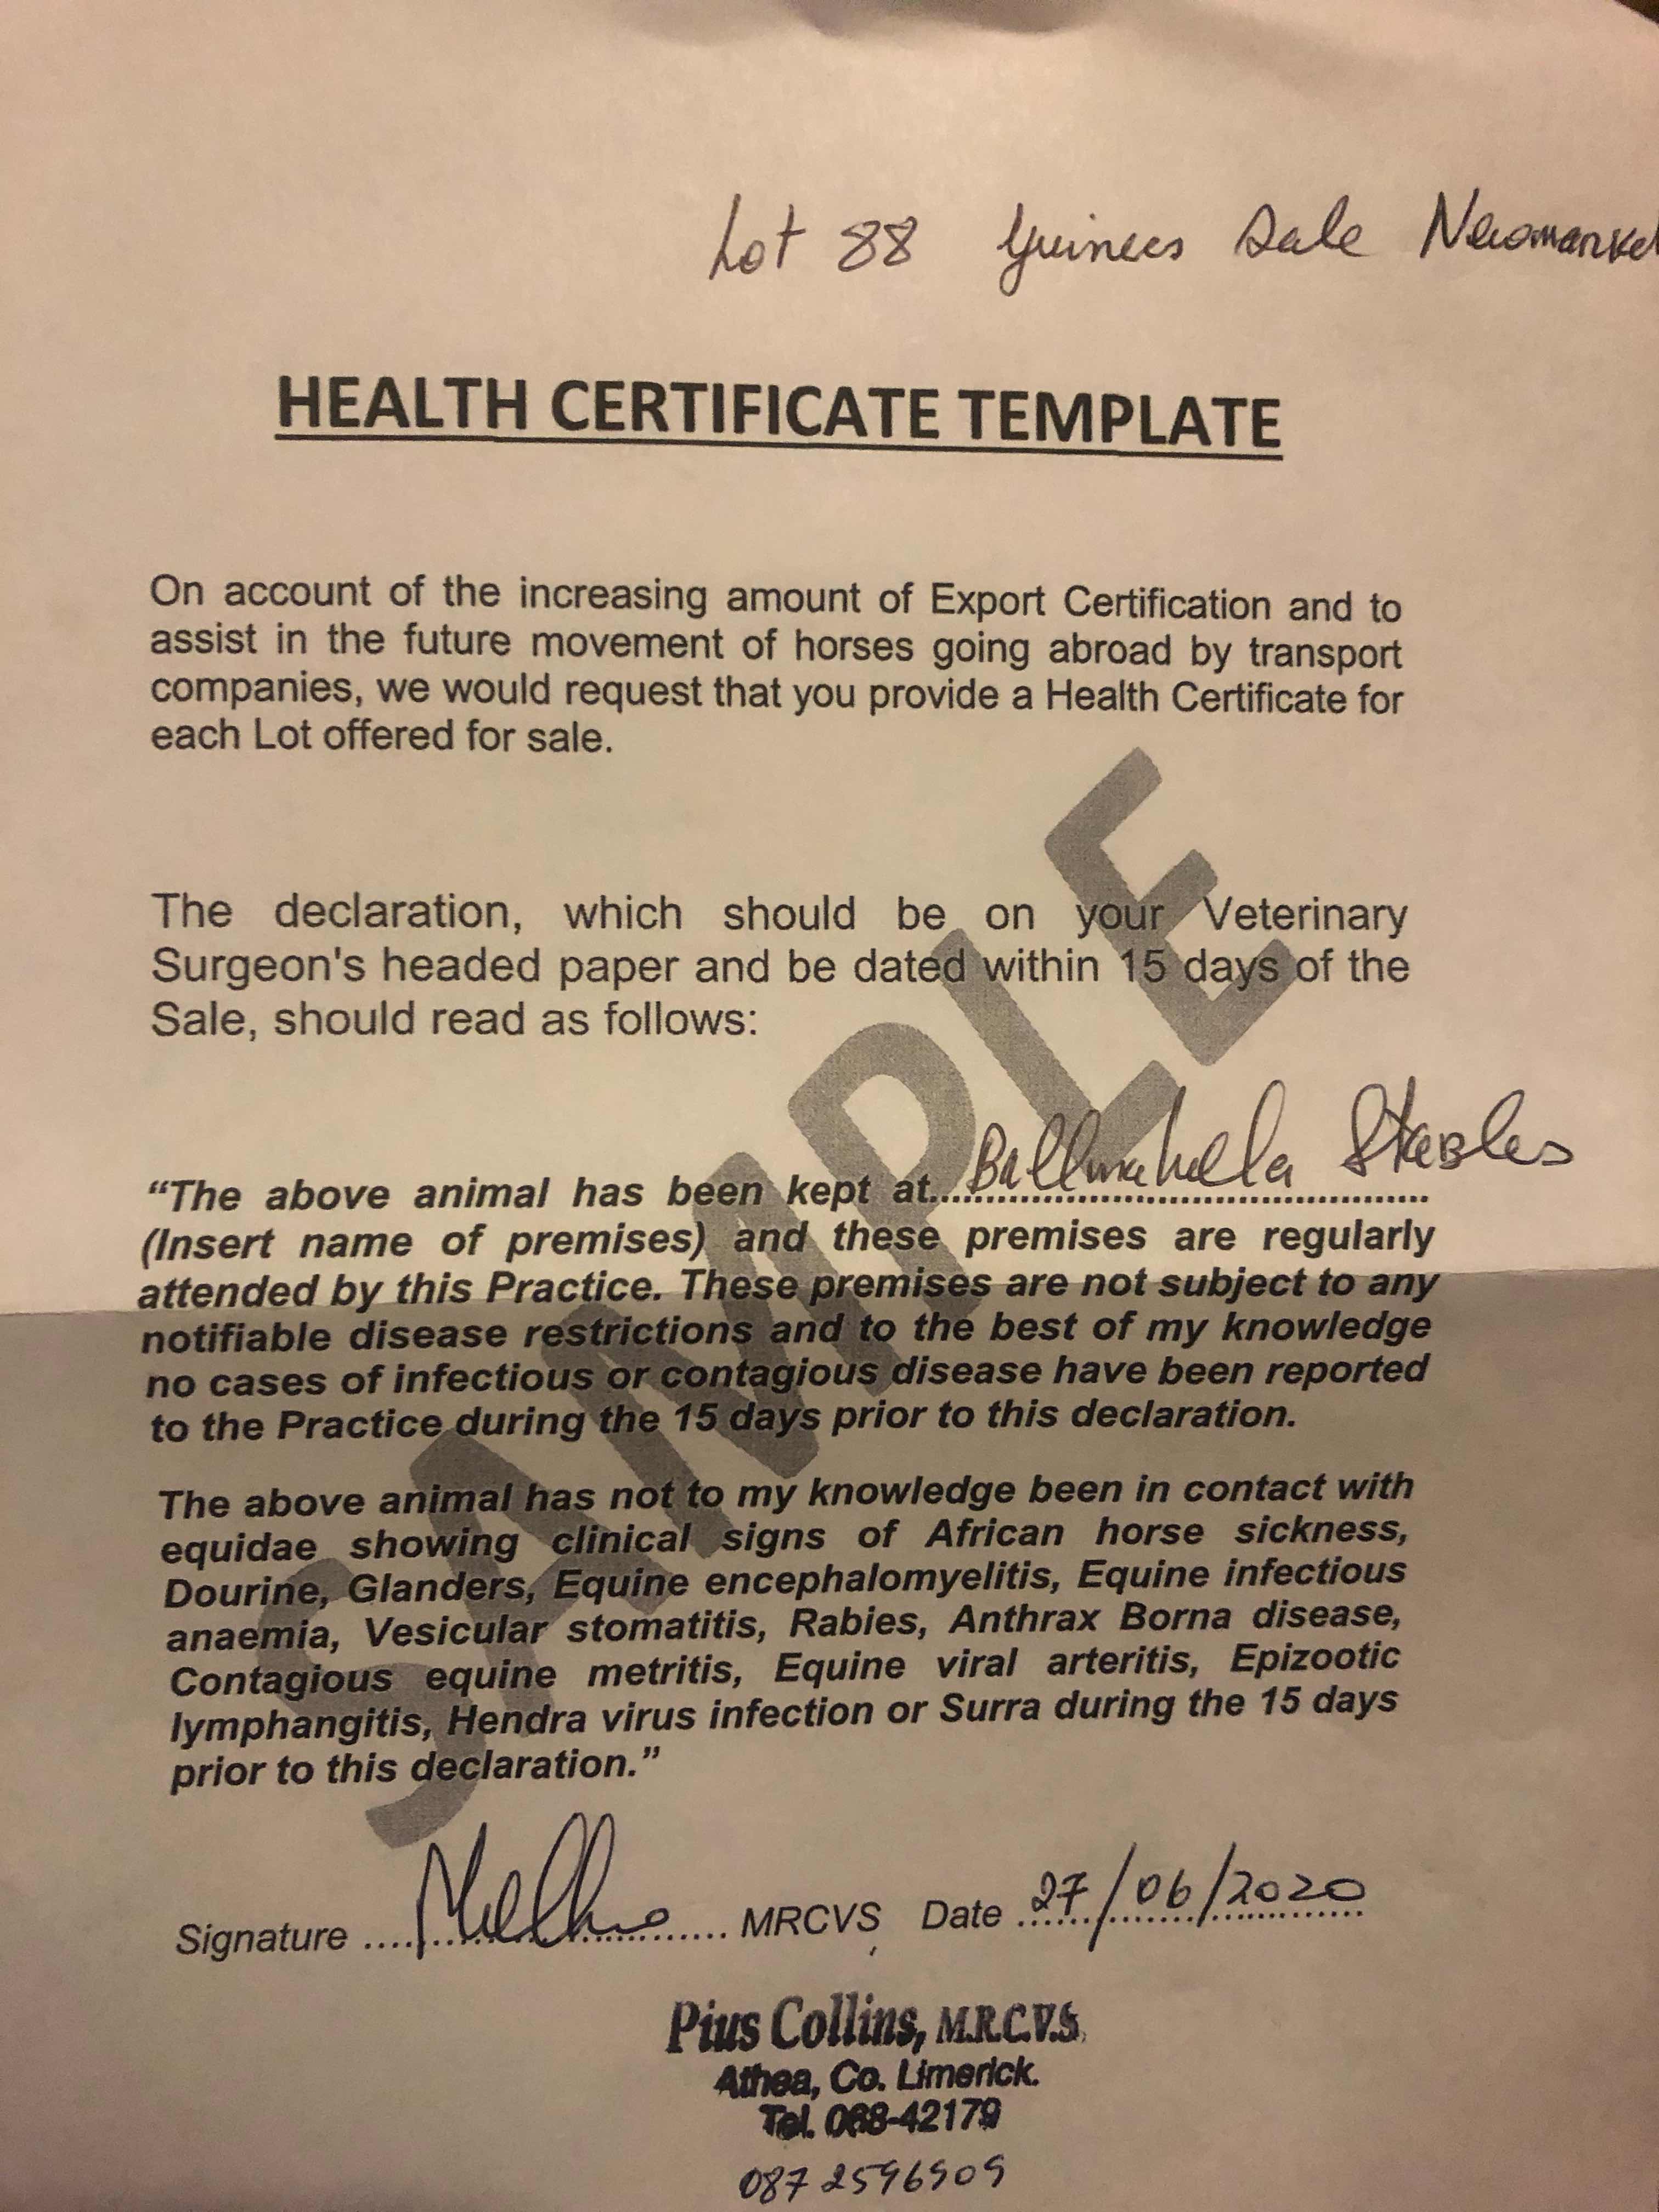 Lot 88 Guineas Sale Newmarket
HEALTH CERTIFICATE TEMPLATE
On account of the increasing amount of Export Certification and to
assist in the future movement of horses going abroad by transport
companies, we would request that you provide a Health Certificate for
each Lot offered for sale.
The declaration, which should be on your Veterinary
Surgeon's headed paper and be dated within 15 days of the
Sale, should read as follows:
“The above animal has been kept at.... Stables
(Insert name of premises) and these premises are regularly
attended by this Practice. These premises are not subject to any
notifiable disease restrictions and to the best of my knowledge
no cases of infectious or contagious disease have been reported
to the Practice during the 15 days prior to this declaration.
The above animal has not to my knowledge been in contact with
equidae showing clinical signs of African horse sickness,
Dourine, Glanders, Equine encephalomyelitis, Equine infectious
anaemia, Vesicular stomatitis, Rabies, Anthrax Borna disease,
Contagious equine metritis, Equine viral arteritis, Epizootic
lymphangitis, Hendra virus infection or Surra during the 15 days
prior to this declaration.”
SAMPLE
Signature .... MRCVS Date 27/06/2020
Pius Collins, M.R.C.V.S.
Athea, Co. Limerick.
Tel. 068-42179
087 2596909